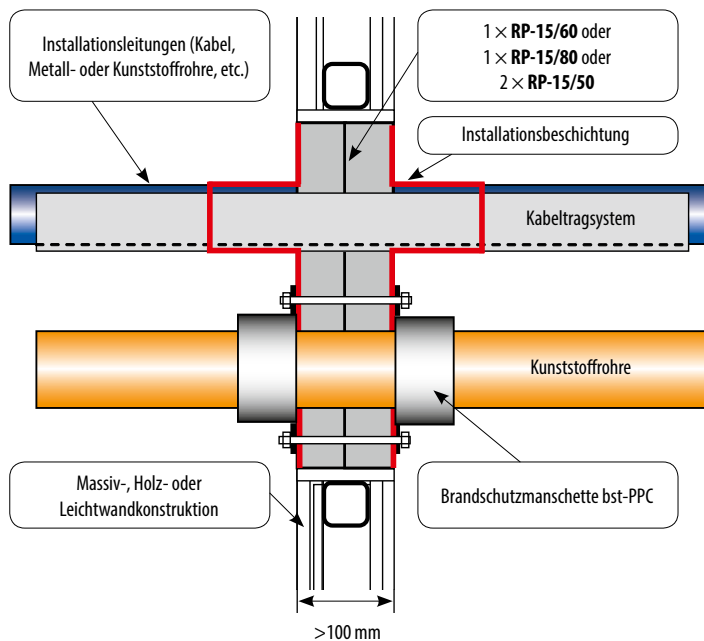 Installationsleitungen (Kabel,
Metall- oder Kunststoffrohre, etc.)
1 × RP-15/60 oder
1 × RP-15/80 oder
2 × RP-15/50
Installationsbeschichtung
Kabeltragsystem
Kunststoffrohre
Massiv-, Holz- oder
Leichtwandkonstruktion
Brandschutzmanschette bst-PPC
>100 mm